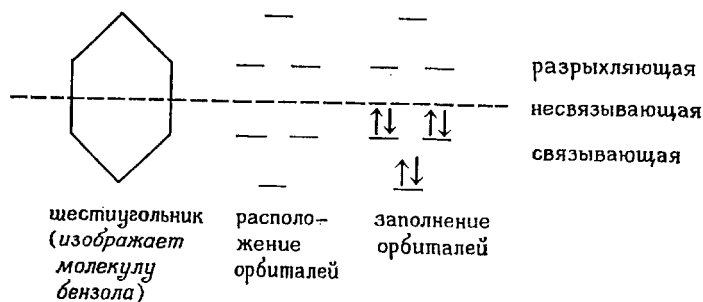 разрыхляющая
несвязывающая
связывающая
шестиугольник
(изображает
молекулу
бензола)
располо-
жение
орбиталей
заполнение
орбиталей